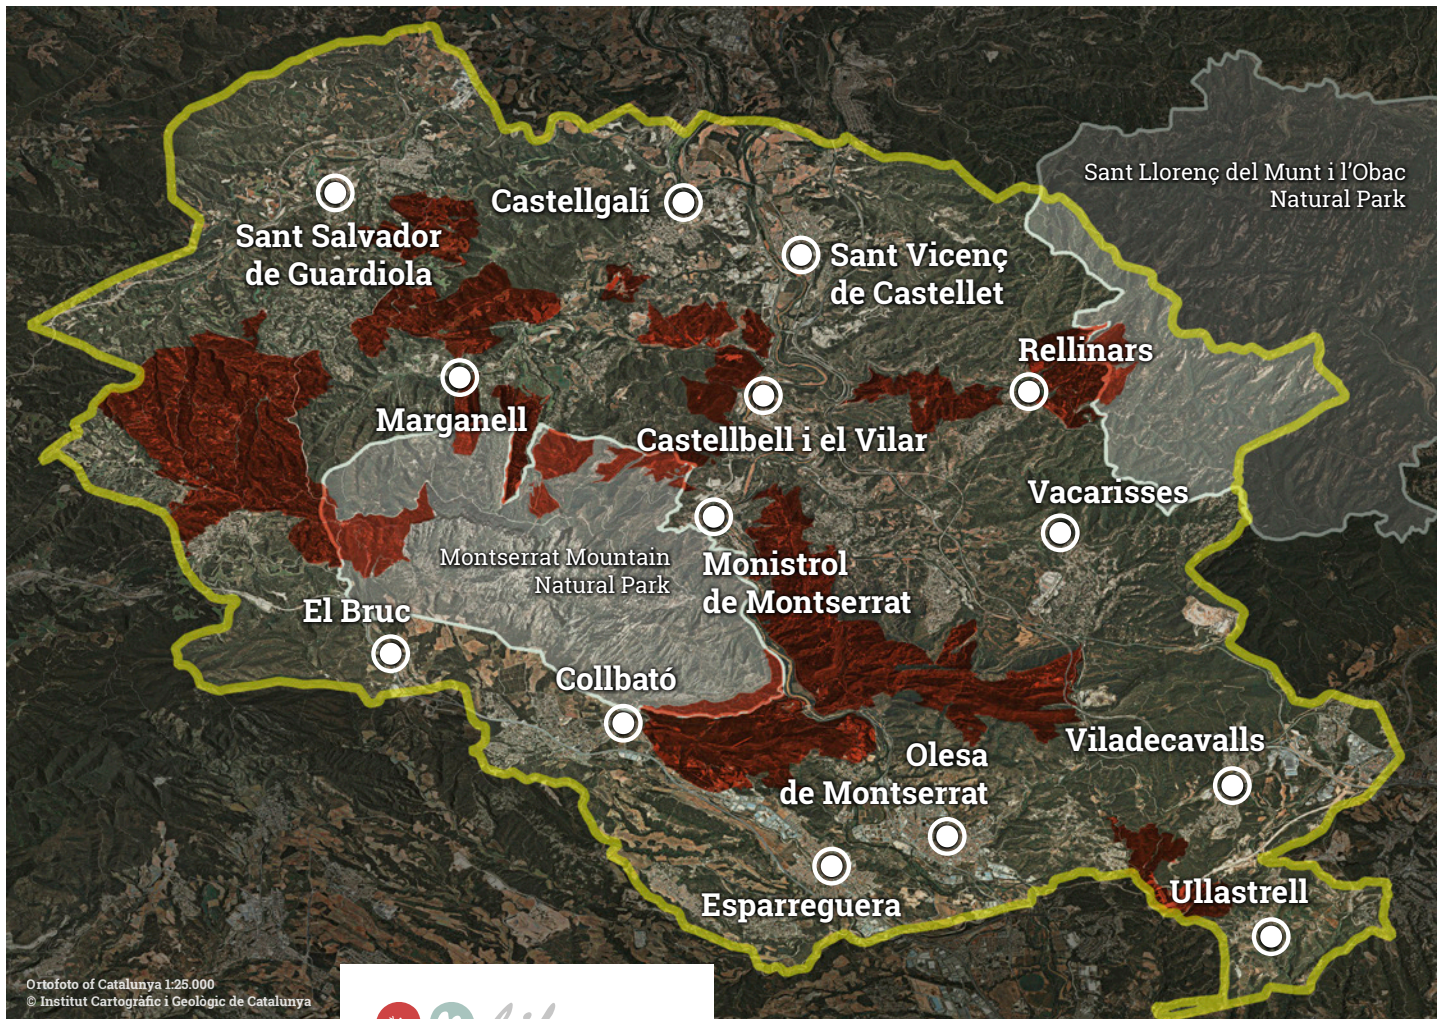 Sant Llorenç del Munt i l’Obac
Natural Park
Castellgalí
Sant Salvador
de Guardiola
Sant Vicenç
de Castellet
Rellinars
Marganell
Castellbell i el Vilar
Vacarisses
Montserrat Mountain
Natural Park
Monistrol
de Montserrat
El Bruc
Collbató
Olesa
de Montserrat
Viladecavalls
Esparreguera
Ullastrell
Ortofoto of Catalunya 1:25.000
© Institut Cartogràfic i Geològic de Catalunya